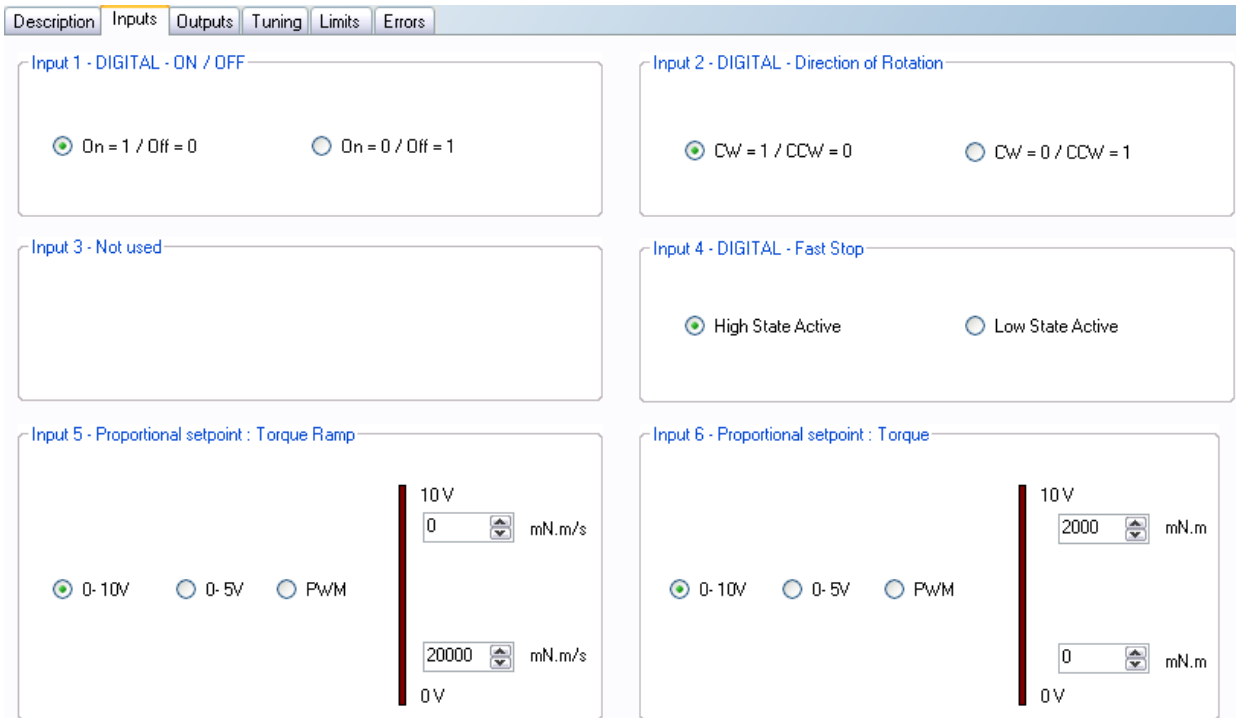 Description Inputs Outputs Tuning Limits Errors
Input 1 - DIGITAL - ON / OFF
On = 1 / Off = 0 On = 0 / Off = 1
Input 2 - DIGITAL - Direction of Rotation
CW = 1 / CCW = 0 CW = 0 / CCW = 1
Input 3 - Not used
Input 4 - DIGITAL - Fast Stop
High State Active Low State Active
Input 5 - Proportional setpoint : Torque Ramp
10 V
0 mN.m/s
0- 10V 0- 5V PWM
20000 mN.m/s
0 V
Input 6 - Proportional setpoint : Torque
10 V
2000 mN.m
0- 10V 0- 5V PWM
0 mN.m
0 V